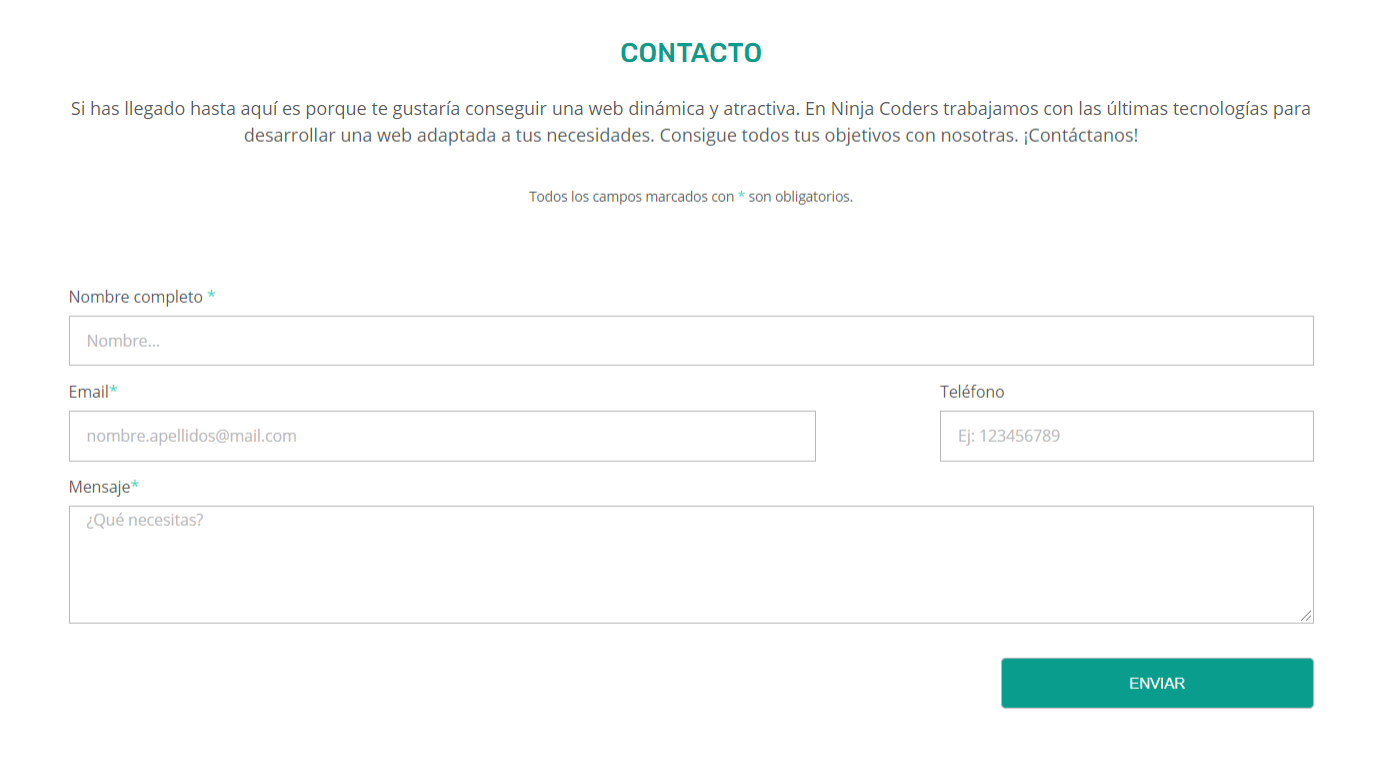 CONTACTO
Si has llegado hasta aquí es porque te gustaría conseguir una web dinámica y atractiva. En Ninja Coders trabajamos con las últimas tecnologías para
desarrollar una web adaptada a tus necesidades. Consigue todos tus objetivos con nosotras. ¡Contáctanos!
Todos los campos marcados con * son obligatorios.
Nombre completo *
Nombre...
Email*
Teléfono
nombre.apellidos@mail.com
Ej: 123456789
Mensaje*
¿Qué necesitas?
ENVIAR